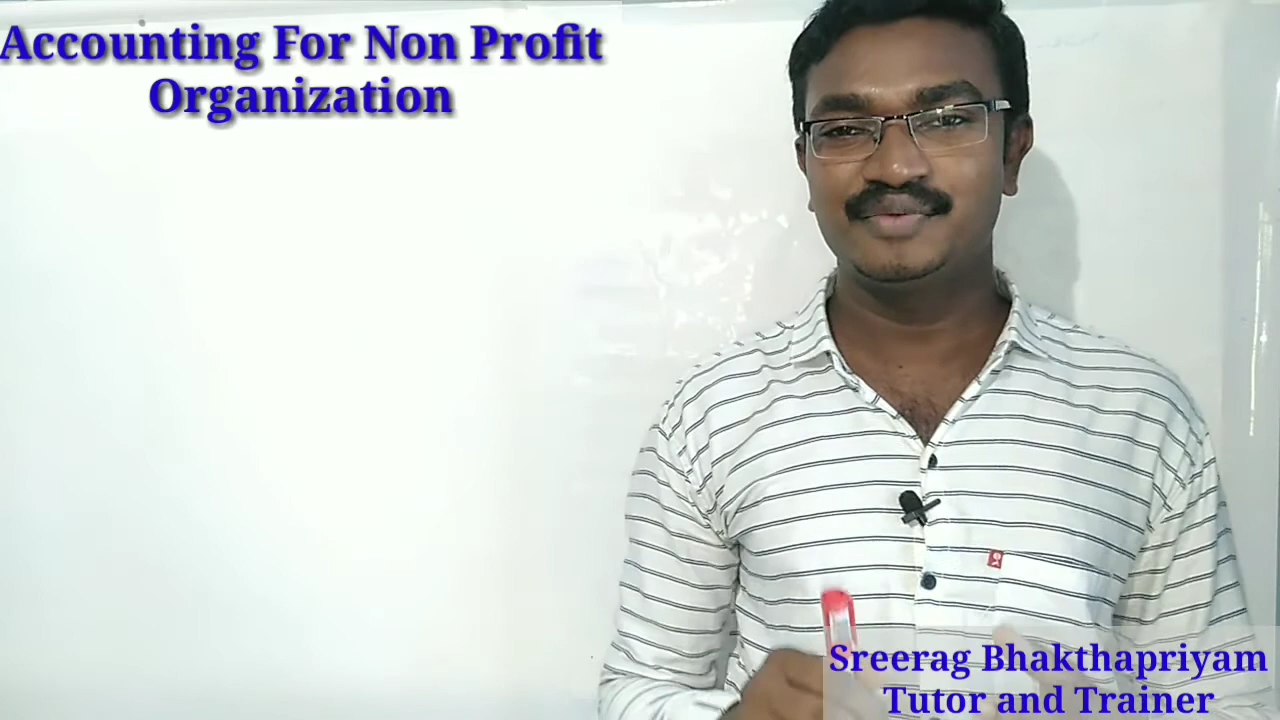 Accounting For Non Profit
Organization
Sreerag Bhakthapriyam
Tutor and Trainer